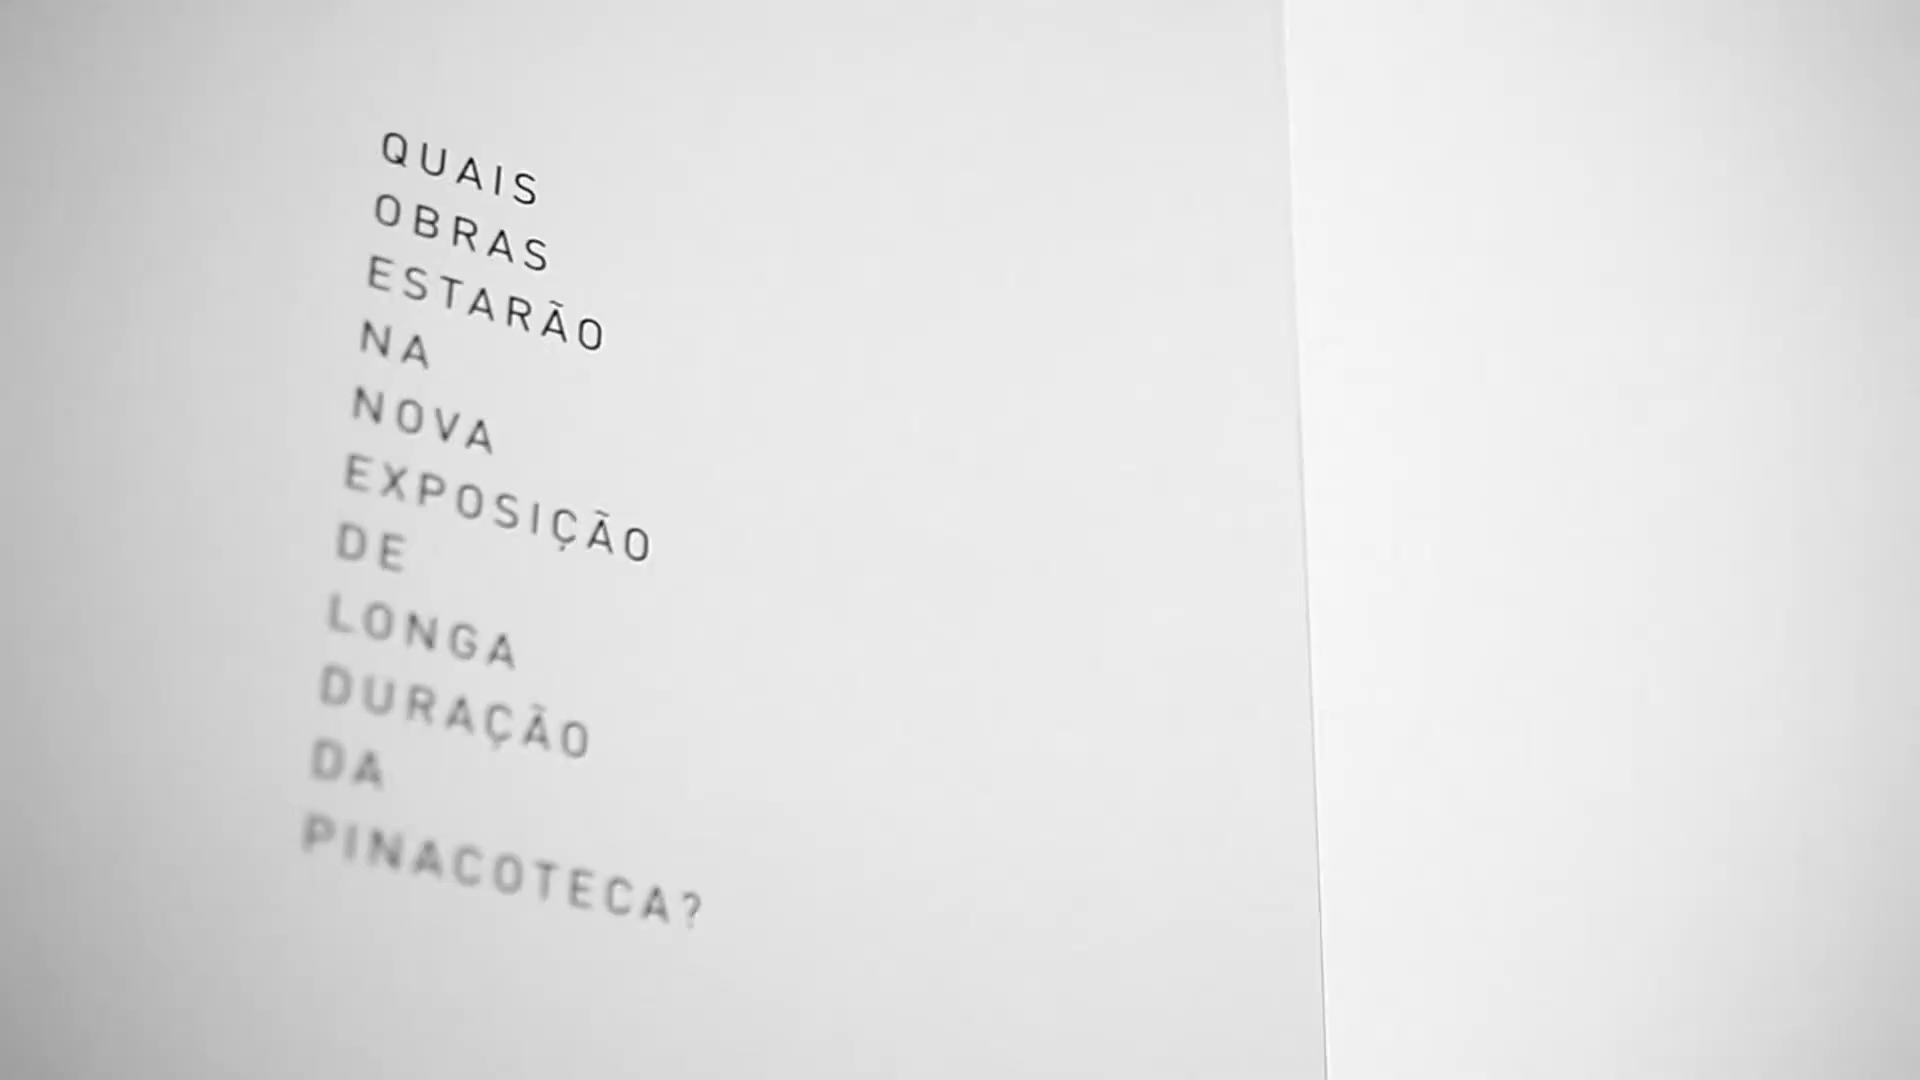 QUAIS
OBRAS
ESTARÃO
NA
NOVA
EXPOSIÇÃO
DE
LONGA
DURAÇÃO
DA
PINACOTECA?